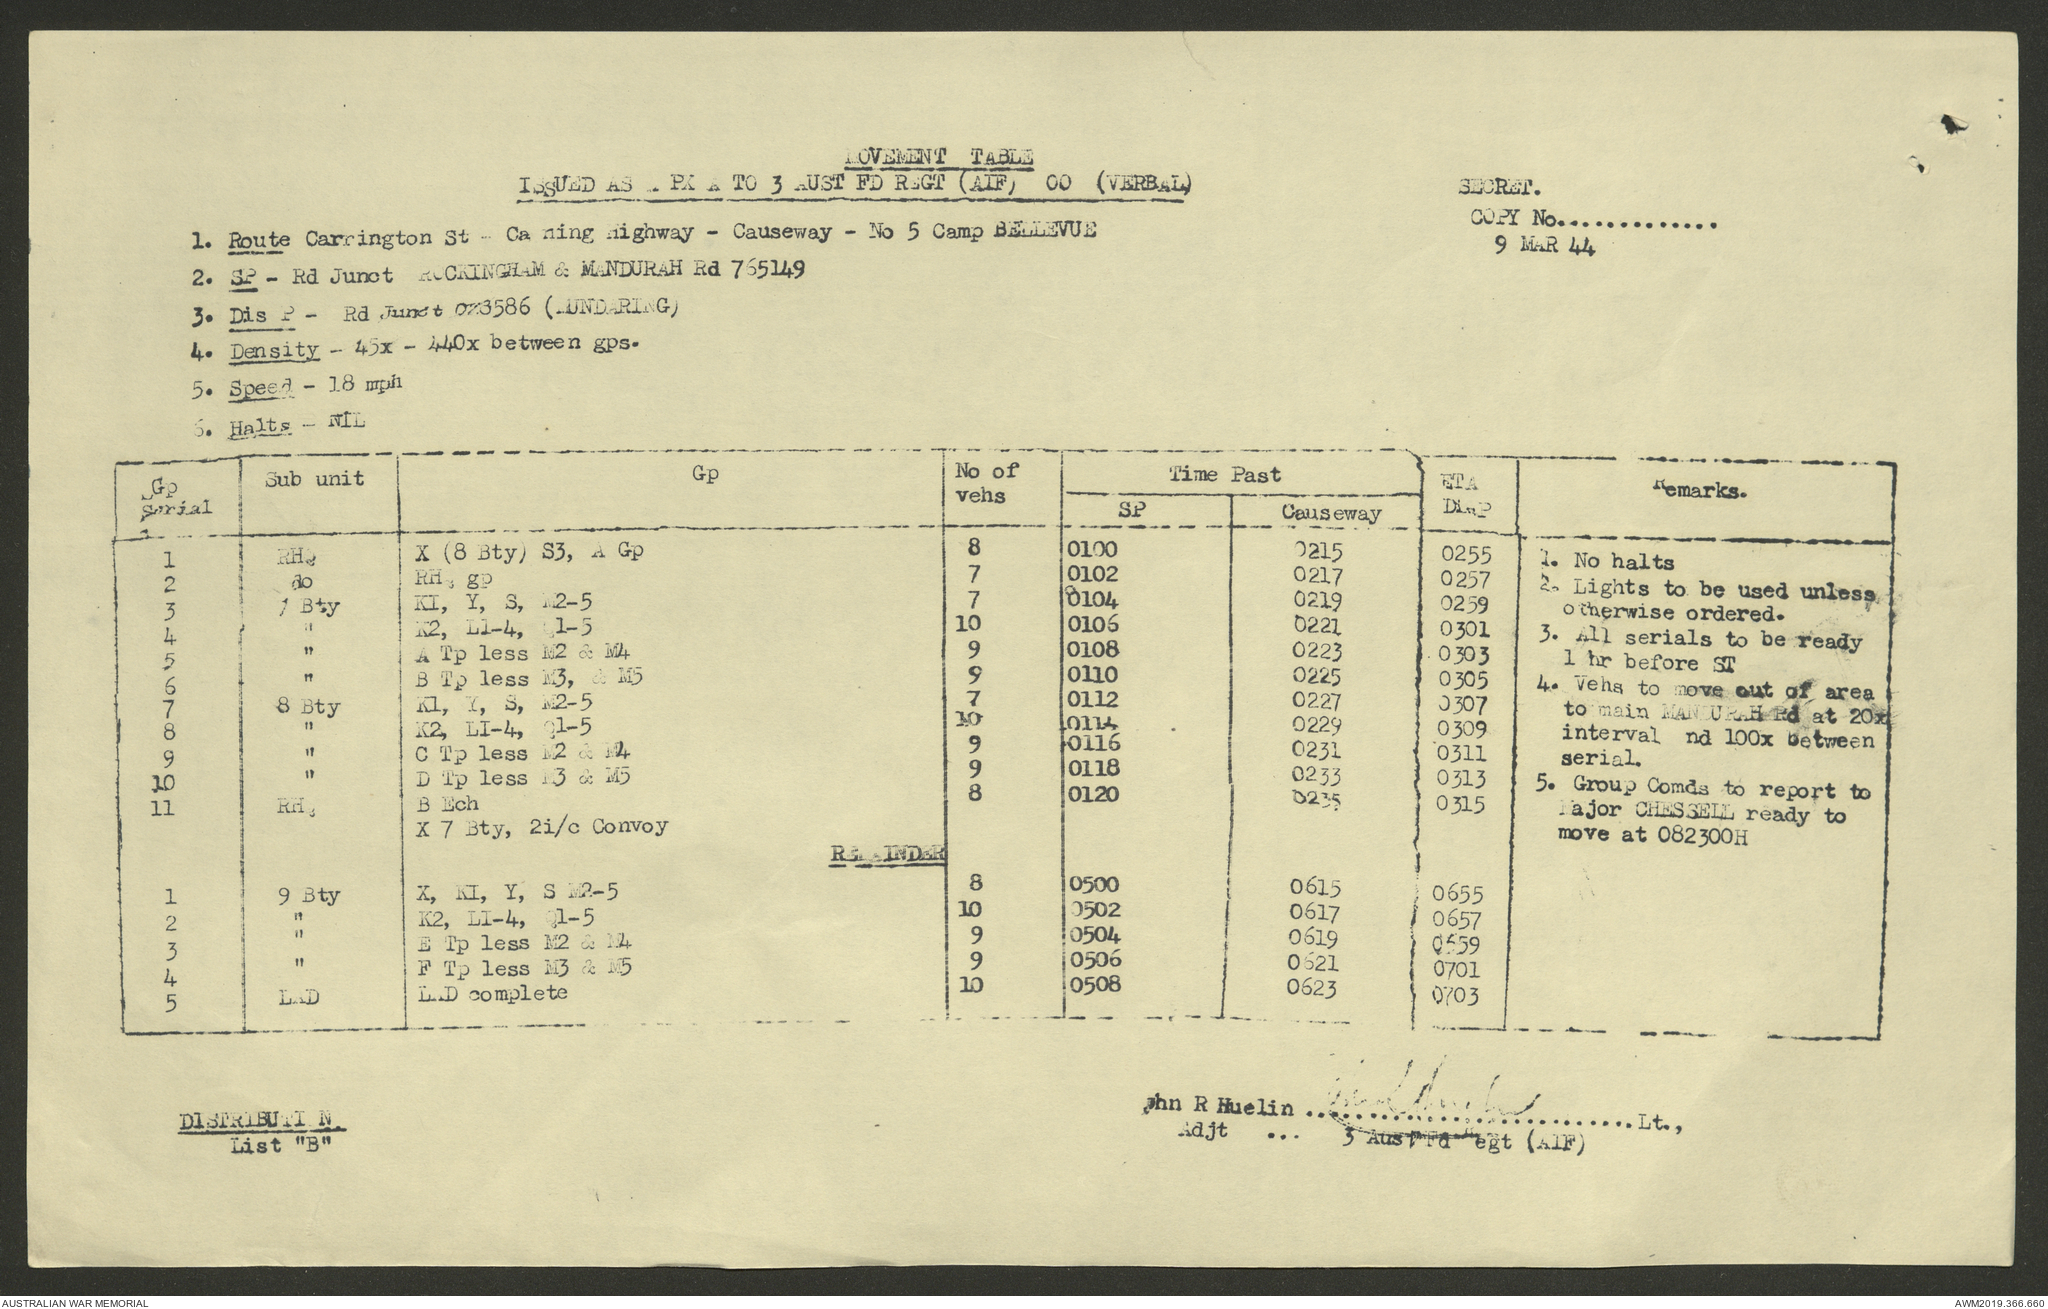 MOVEMENT TABLE
ISSUED AS APPX A TO 3 AUST FD REGT (AIF) OO (VERBAL)
SECRET.
COPY No..............
9 MAR 44
1. Route Carrington St - Canning Highway - Causeway - No 5 Camp BELLEVUE
2. SP - Rd Junct ROCKINGHAM & MANDURAH Rd 765149
3. Dis P - Rd Junct 3586 (MUNDARING)
4. Density - 45x - 440x between gps.
5. Speed - 18 mph
6. Halts - NIL
Gp Serial | Sub unit | Gp | No of vehs | Time Past SP | Time Past Causeway | ETA DisP | Remarks.
1 RHQ X (8 Bty) S3, A Gp 8 0100 0215 0255
2 do RHQ gp 7 0102 0217 0257
3 7 Bty KI, Y, S, M2-5 7 0104 0219 0259
4 " K2, LI-4, Q1-5 10 0106 0221 0301
5 " A Tp less M2 & M4 9 0108 0223 0303
6 " B Tp less M3, & M5 9 0110 0225 0305
7 8 Bty K1, Y, S, M2-5 7 0112 0227 0307
8 " K2, LI-4, Q1-5 10 0114 0229 0309
9 " C Tp less M2 & M4 9 0116 0231 0311
10 " D Tp less M3 & M5 9 0118 0233 0313
11 RHQ B Ech 8 0120 0235 0315
X 7 Bty, 2i/c Convoy
REMAINDER
1 9 Bty X, KI, Y, S M2-5 8 0500 0615 0655
2 " K2, LI-4, Q1-5 10 0502 0617 0657
3 " E Tp less M2 & M4 9 0504 0619 0659
4 " F Tp less M3 & M5 9 0506 0621 0701
5 LAD LAD complete 10 0508 0623 0703
1. No halts
2. Lights to be used unless
otherwise ordered.
3. All serials to be ready
1 hr before ST
4. Vehs to move out of area
to main MANDURAH Rd at 20x
interval and 100x between
serial.
5. Group Comds to report to
Major CHESSELL ready to
move at 082300H
John R Huelin ..............................Lt.,
Adjt ... 3 Aust Fd Regt (AIF)
DISTRIBUTION.
List "B"
AUSTRALIAN WAR MEMORIAL
AWM2019.366.660